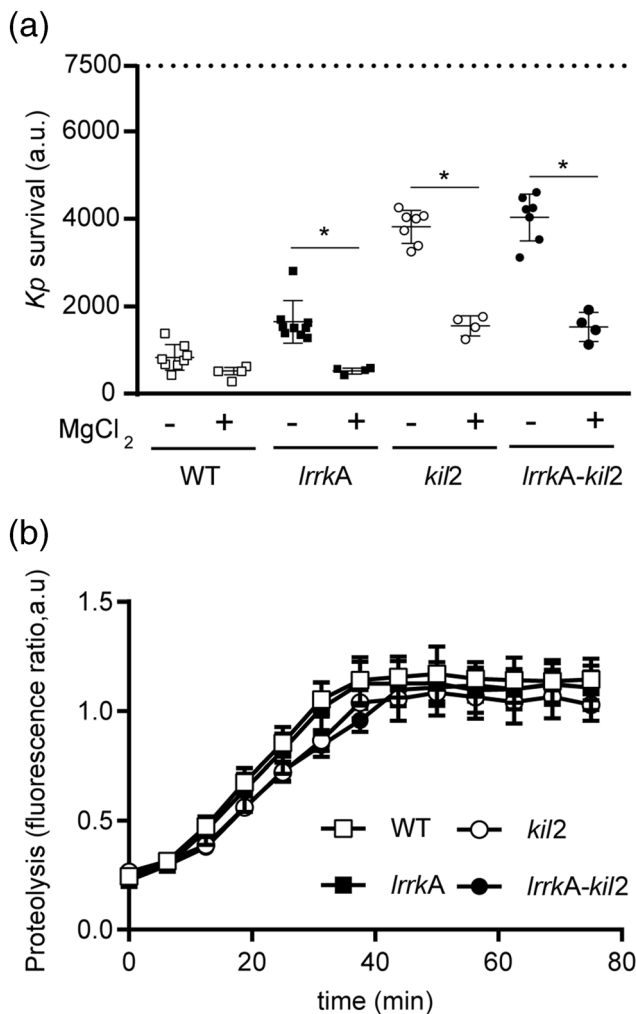 (a)
7500
6000
4000
2000
0
Kp survival (a.u.)
* * * *
MgCl2 - + - + - + - +
WT lrrkA kil2 lrrkA-kil2
(b)
Proteolysis (fluorescence ratio,a.u)
1.5
1.0
0.5
0.0
WT kil2
lrrkA lrrkA-kil2
0 20 40 60 80
time (min)